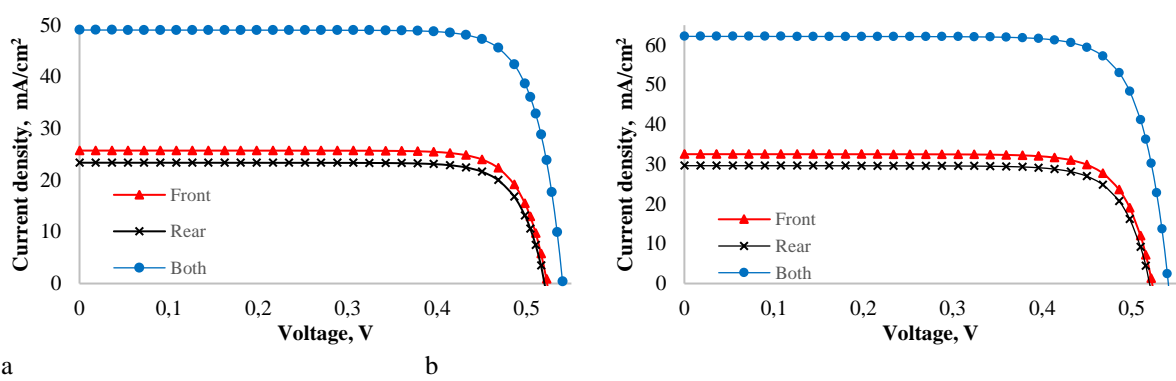 Current density, mA/cm²
50
40
30
20
10
0
Front
Rear
Both
0 0,1 0,2 0,3 0,4 0,5
Voltage, V
Current density, mA/cm²
60
50
40
30
20
10
0
Front
Rear
Both
0 0,1 0,2 0,3 0,4 0,5
Voltage, V
a b